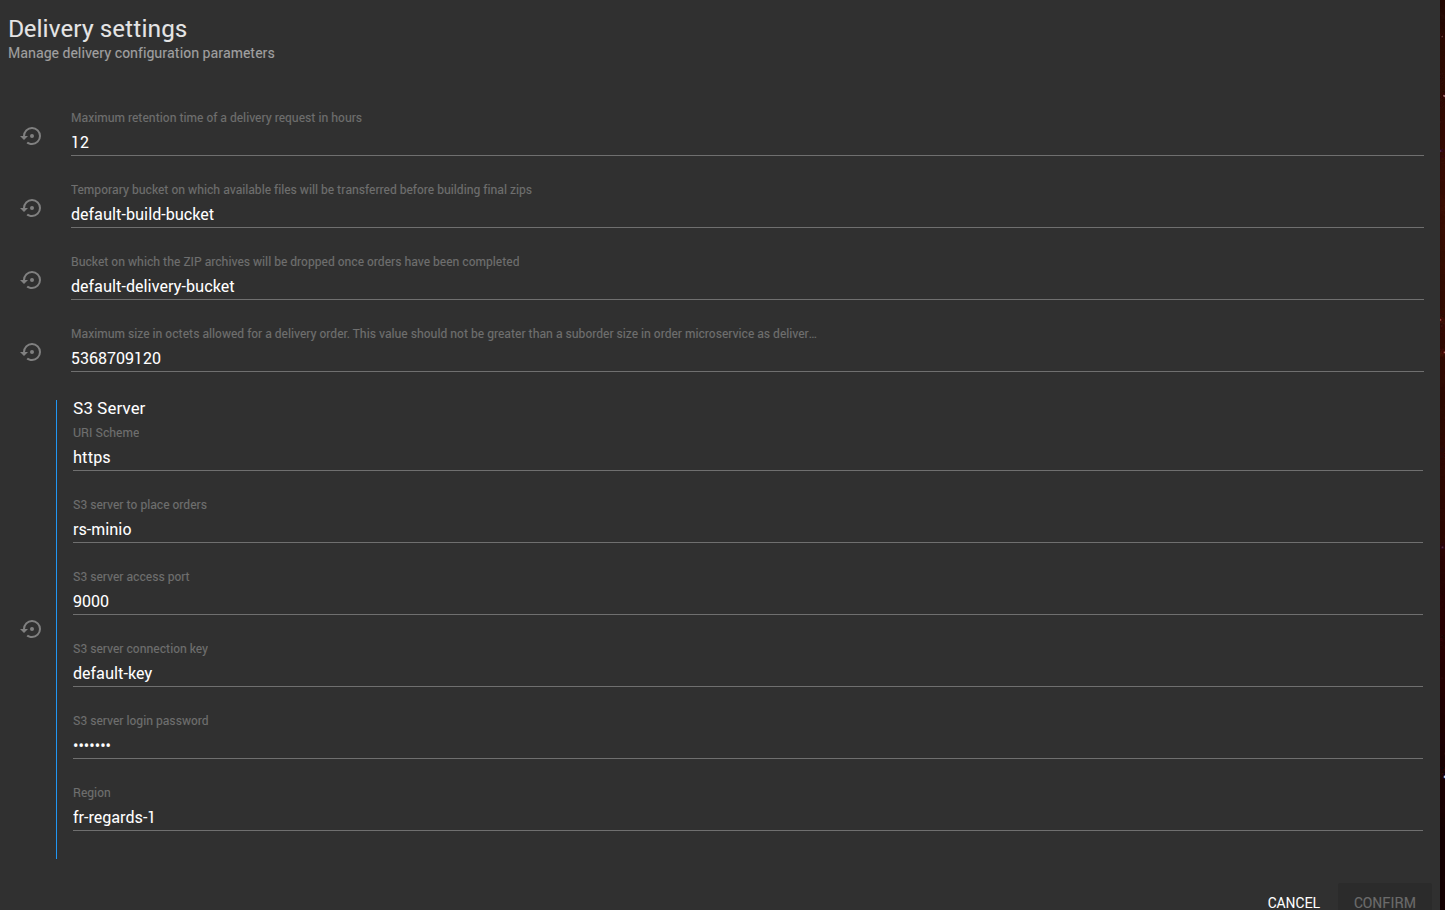 Delivery settings
Manage delivery configuration parameters
Maximum retention time of a delivery request in hours
12
Temporary bucket on which available files will be transferred before building final zips
default-build-bucket
Bucket on which the ZIP archives will be dropped once orders have been completed
default-delivery-bucket
Maximum size in octets allowed for a delivery order. This value should not be greater than a suborder size in order microservice as deliver...
5368709120
S3 Server
URI Scheme
https
S3 server to place orders
rs-minio
S3 server access port
9000
S3 server connection key
default-key
S3 server login password
•••••••
Region
fr-regards-1
CANCEL CONFIRM